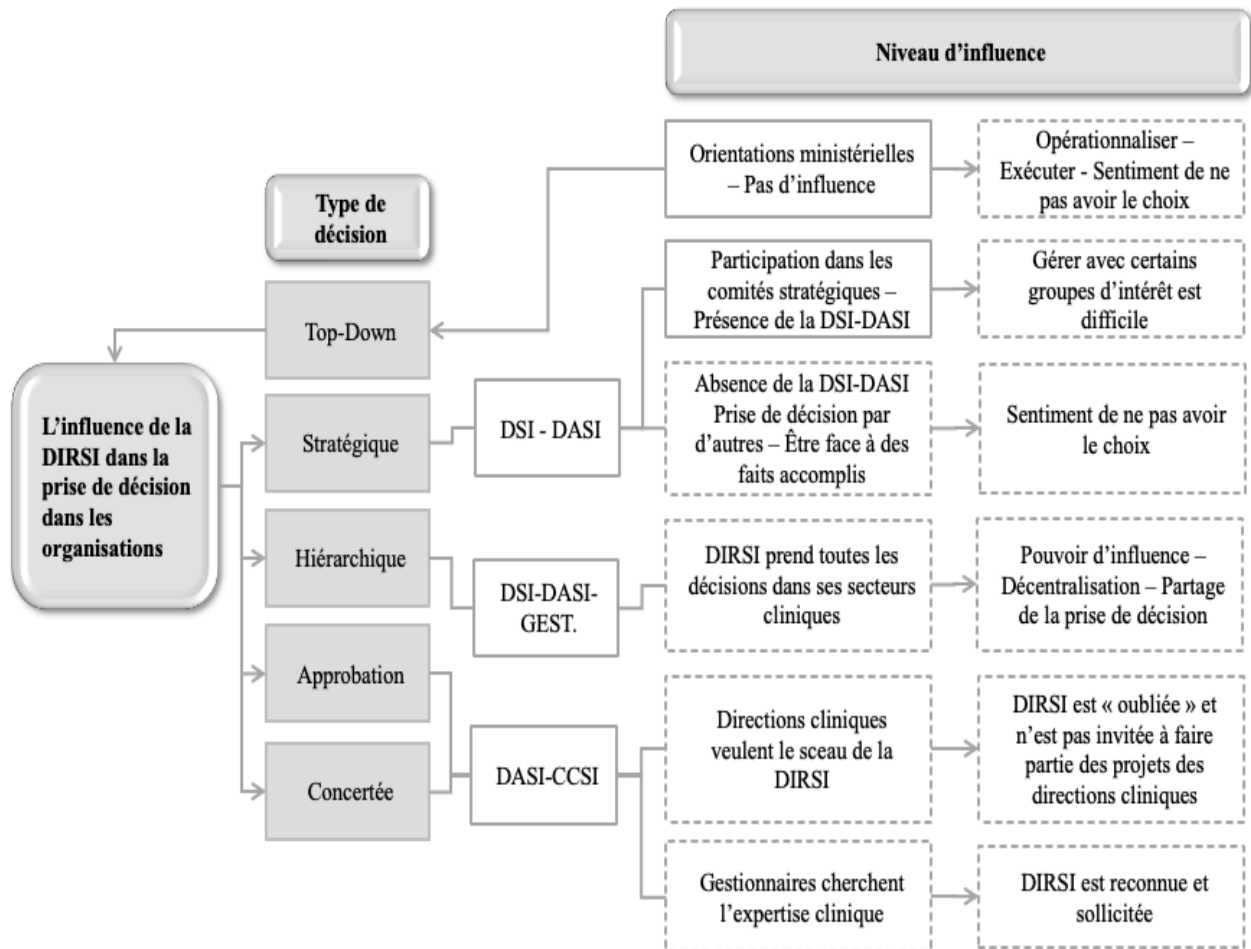 Niveau d'influence
Type de
décision
L'influence de la
DIRSI dans la
prise de décision
dans les
organisations
Top-Down
Stratégique
Hiérarchique
Approbation
Concertée
DSI - DASI
DSI-DASI-
GEST.
DASI-CCSI
Orientations ministérielles
– Pas d'influence
Opérationnaliser –
Exécuter - Sentiment de ne
pas avoir le choix
Participation dans les
comités stratégiques –
Présence de la DSI-DASI
Gérer avec certains
groupes d'intérêt est
difficile
Absence de la DSI-DASI
Prise de décision par
d'autres – Être face à des
faits accomplis
Sentiment de ne pas avoir
le choix
DIRSI prend toutes les
décisions dans ses secteurs
cliniques
Pouvoir d'influence –
Décentralisation – Partage
de la prise de décision
Directions cliniques
veulent le sceau de la
DIRSI
DIRSI est « oubliée » et
n'est pas invitée à faire
partie des projets des
directions cliniques
Gestionnaires cherchent
l'expertise clinique
DIRSI est reconnue et
sollicitée